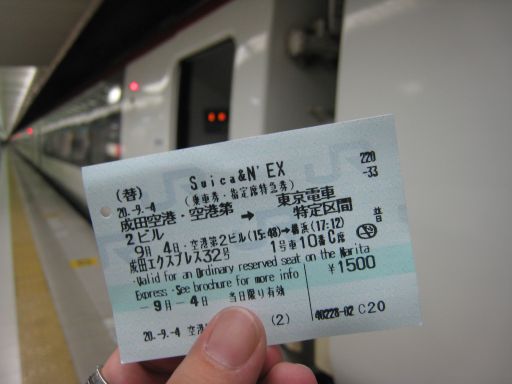 Suica&N'EX
(替)
(乗車券・指定席特急券)
220
-33
20.-9.-4
成田空港・空港第2ビル → 東京電車特定区間
9月 4日・空港第2ビル(15:48)→横浜(17:12)
成田エクスプレス32号 1号車10番C席
・Valid for an Ordinary reserved seat on the Narita
Express ・See brochure for more info ¥1500
-9月-4日 当日限り有効
20.-9.-4 空港
(2) 40228-02 C20